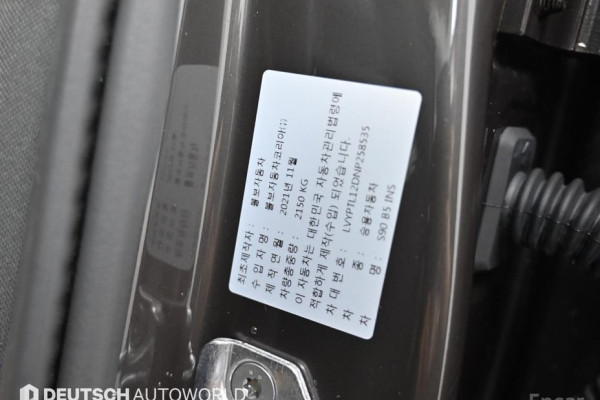 최초제작사 : 볼보자동차
수 입 자 명 : 볼보자동차코리아(주)
제 작 연 월 : 2021년 11월
차량총중량 : 2150 KG
이 자동차는 대한민국 자동차관리법령에
적합하게 제작(수입) 되었습니다.
차 대 번 호 : LVYPTL12DNP258535
차 종 : 승용자동차
차 명 : S90 B5 INS
DEUTSCH AUTOWORLD
Encar